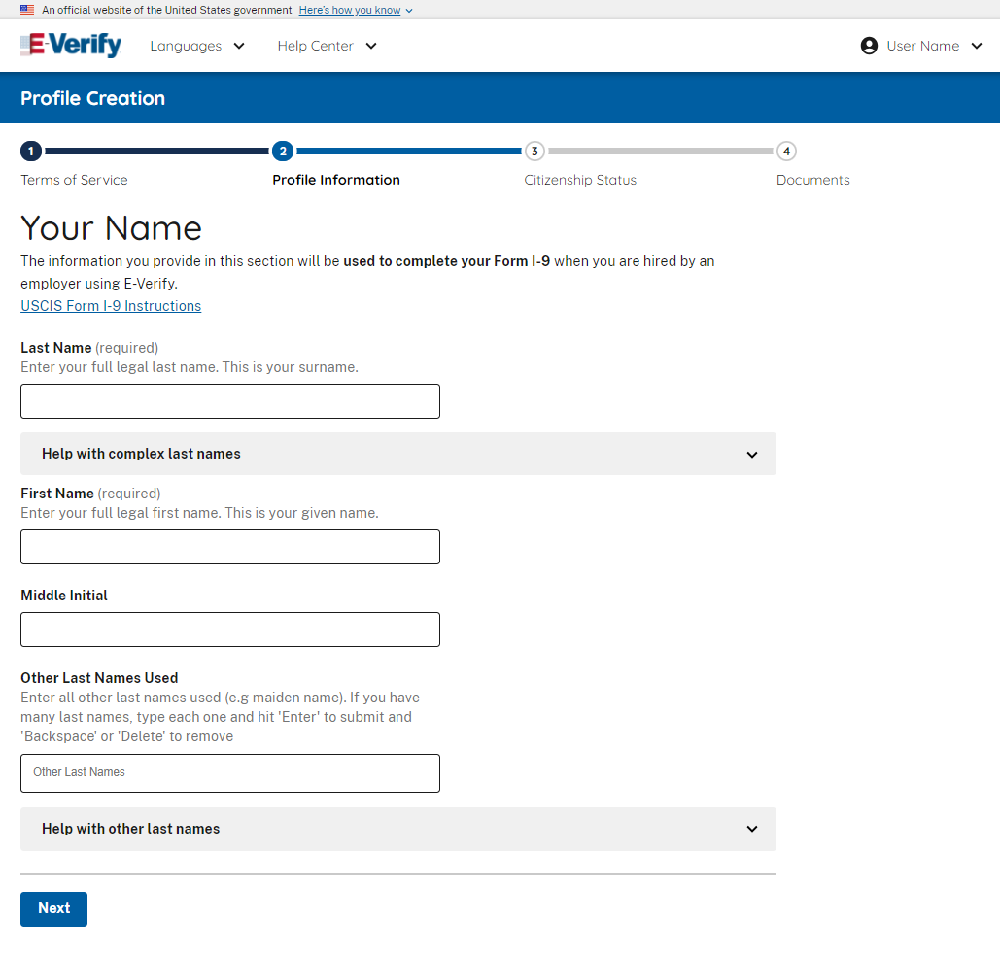 An official website of the United States government Here's how you know
E-Verify Languages Help Center User Name
Profile Creation
1 2 3 4
Terms of Service Profile Information Citizenship Status Documents
Your Name
The information you provide in this section will be used to complete your Form I-9 when you are hired by an
employer using E-Verify.
USCIS Form I-9 Instructions
Last Name (required)
Enter your full legal last name. This is your surname.
Help with complex last names
First Name (required)
Enter your full legal first name. This is your given name.
Middle Initial
Other Last Names Used
Enter all other last names used (e.g maiden name). If you have
many last names, type each one and hit 'Enter' to submit and
'Backspace' or 'Delete' to remove
Other Last Names
Help with other last names
Next